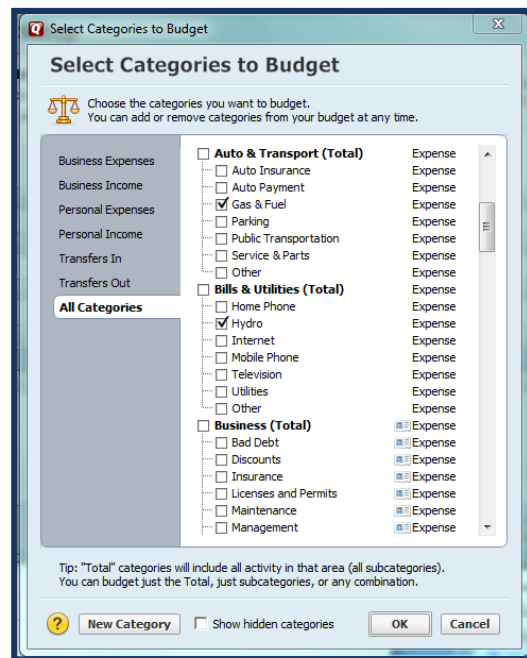 Select Categories to Budget
Select Categories to Budget
Choose the categories you want to budget.
You can add or remove categories from your budget at any time.
Business Expenses
Business Income
Personal Expenses
Personal Income
Transfers In
Transfers Out
All Categories
Auto & Transport (Total) Expense
Auto Insurance Expense
Auto Payment Expense
Gas & Fuel Expense
Parking Expense
Public Transportation Expense
Service & Parts Expense
Other Expense
Bills & Utilities (Total) Expense
Home Phone Expense
Hydro Expense
Internet Expense
Mobile Phone Expense
Television Expense
Utilities Expense
Other Expense
Business (Total) Expense
Bad Debt Expense
Discounts Expense
Insurance Expense
Licenses and Permits Expense
Maintenance Expense
Management Expense
Tip: "Total" categories will include all activity in that area (all subcategories).
You can budget just the Total, just subcategories, or any combination.
? New Category Show hidden categories OK Cancel